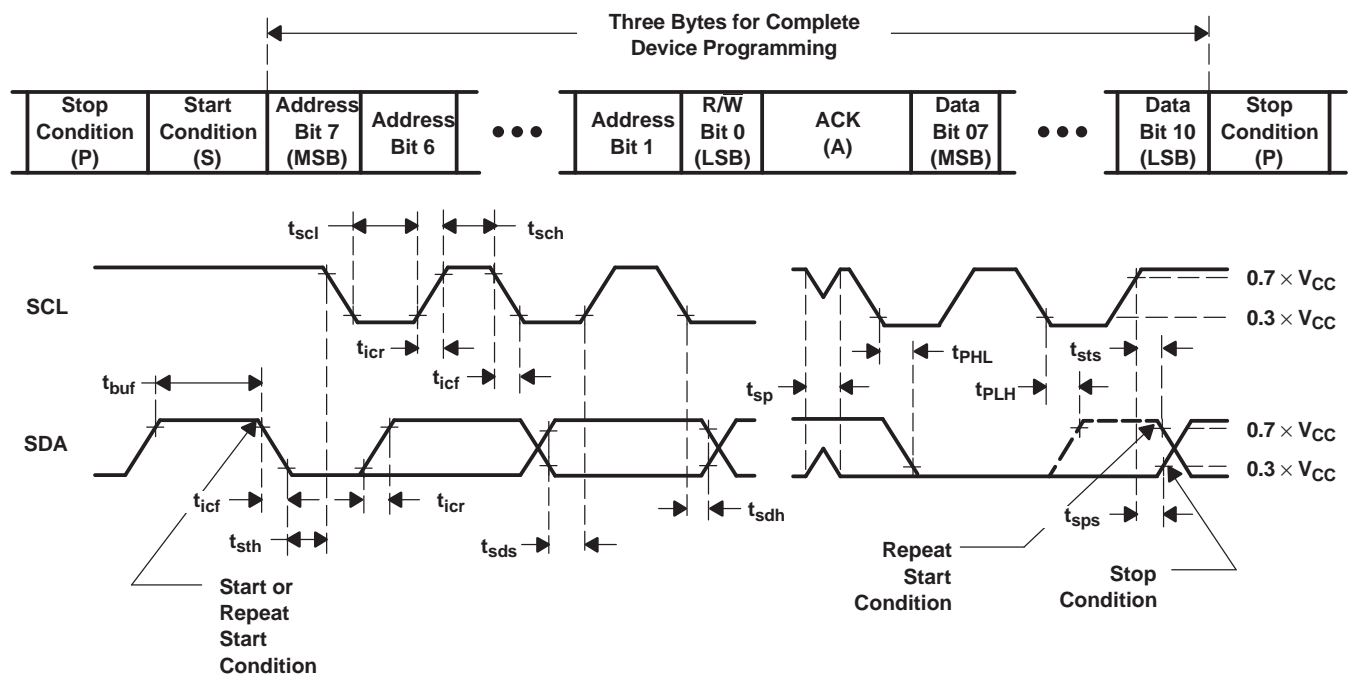 Three Bytes for Complete
Device Programming
Stop
Condition
(P)
Start
Condition
(S)
Address
Bit 7
(MSB)
Address
Bit 6
•••
Address
Bit 1
R/W̅
Bit 0
(LSB)
ACK
(A)
Data
Bit 07
(MSB)
•••
Data
Bit 10
(LSB)
Stop
Condition
(P)
tscl
tsch
SCL
0.7 × VCC
0.3 × VCC
ticr
ticf
tPHL
tsts
tbuf
tsp
tPLH
SDA
0.7 × VCC
0.3 × VCC
ticf
ticr
tsth
tsds
tsdh
tsps
Start or
Repeat
Start
Condition
Repeat
Start
Condition
Stop
Condition